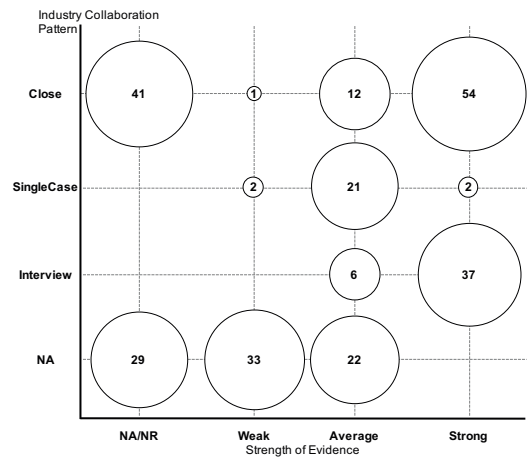 Industry Collaboration
Pattern
Close
41
1
12
54
SingleCase
2
21
2
Interview
6
37
NA
29
33
22
NA/NR
Weak
Average
Strong
Strength of Evidence